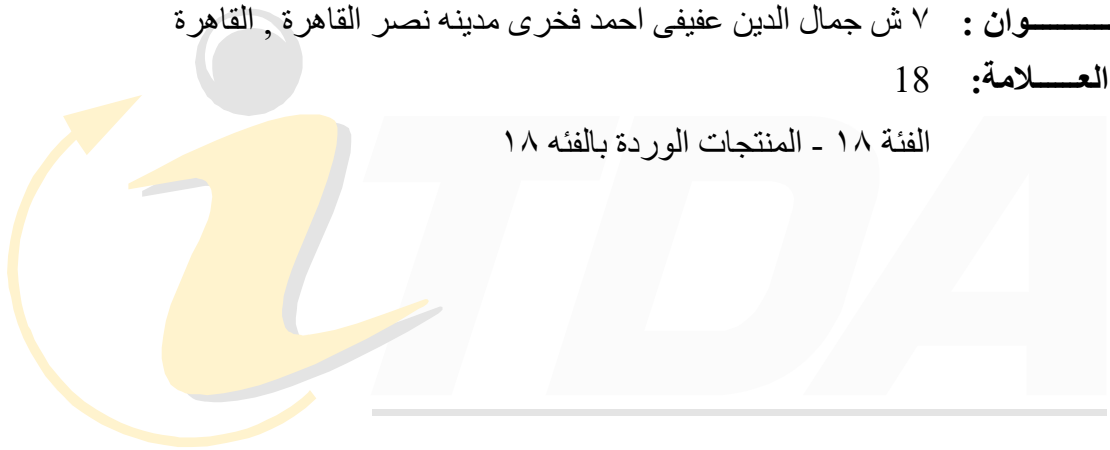 ـــــــوان : ٧ ش جمال الدين عفيفى احمد فخرى مدينه نصر القاهرة , القاهرة
العـــــلامة: 18
الفئة ١٨ - المنتجات الوردة بالفئه ١٨
iTDA